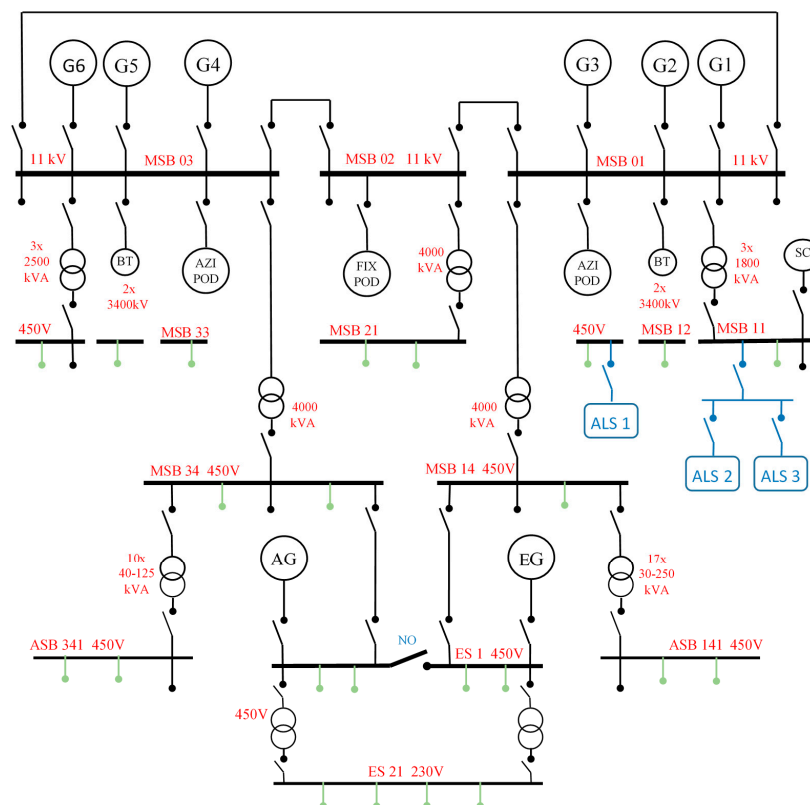 G6
G5
G4
G3
G2
G1
11 kV
MSB 03
MSB 02 11 kV
MSB 01
11 kV
3x
2500
kVA
BT
2x
3400kV
AZI
POD
FIX
POD
4000
kVA
AZI
POD
BT
2x
3400kV
3x
1800
kVA
SC
450V
MSB 33
MSB 21
450V
MSB 12
MSB 11
4000
kVA
4000
kVA
ALS 1
ALS 2
ALS 3
MSB 34 450V
MSB 14 450V
10x
40-125
kVA
AG
EG
17x
30-250
kVA
NO
ASB 341 450V
ES 1 450V
ASB 141 450V
450V
ES 21 230V